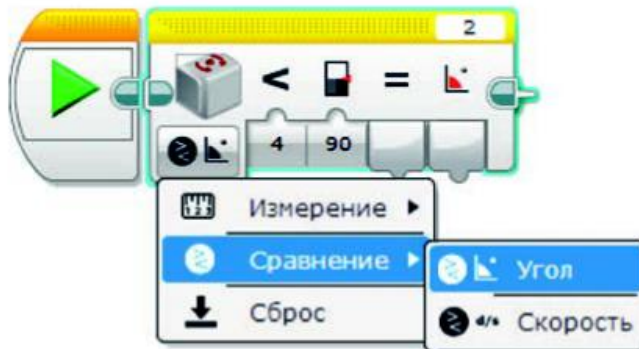 2
4 90
Измерение
Сравнение
Угол
Сброс
d/s Скорость